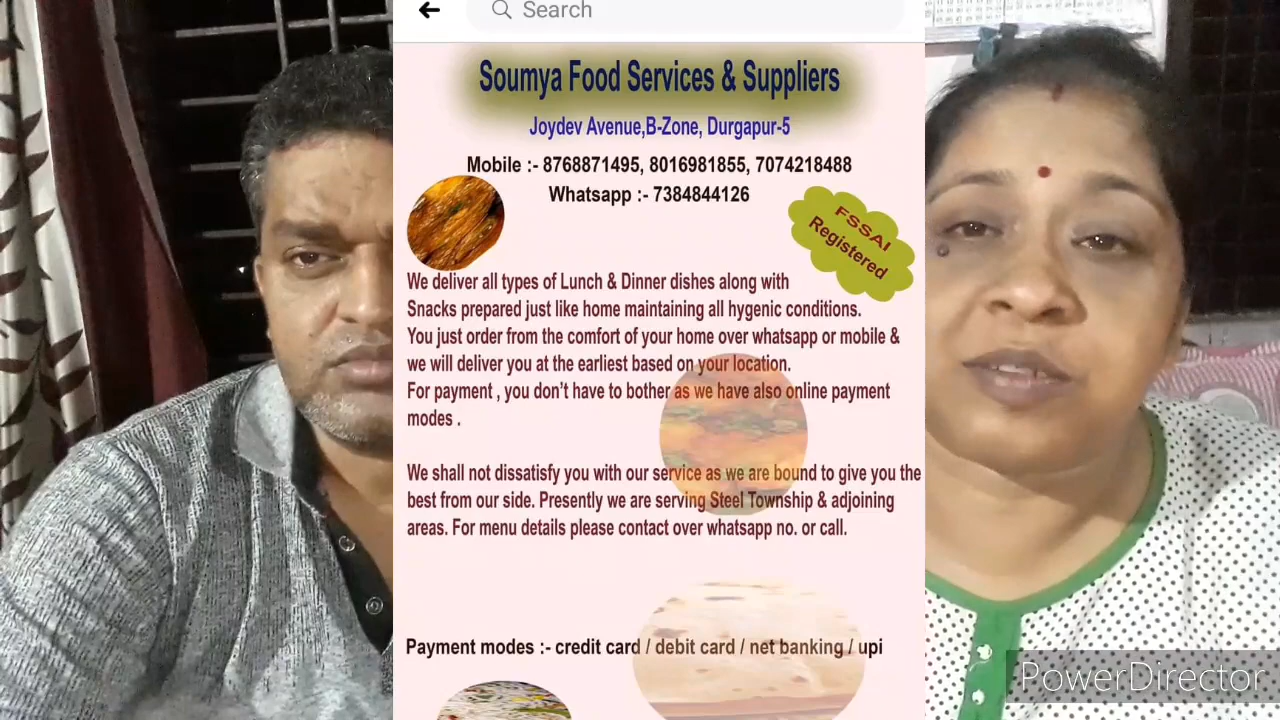 Search
Soumya Food Services & Suppliers
Joydev Avenue,B-Zone, Durgapur-5
Mobile :- 8768871495, 8016981855, 7074218488
Whatsapp :- 7384844126
FSSAI
Registered
We deliver all types of Lunch & Dinner dishes along with
Snacks prepared just like home maintaining all hygenic conditions.
You just order from the comfort of your home over whatsapp or mobile &
we will deliver you at the earliest based on your location.
For payment , you don't have to bother as we have also online payment
modes .
We shall not dissatisfy you with our service as we are bound to give you the
best from our side. Presently we are serving Steel Township & adjoining
areas. For menu details please contact over whatsapp no. or call.
Payment modes :- credit card / debit card / net banking / upi
PowerDirector